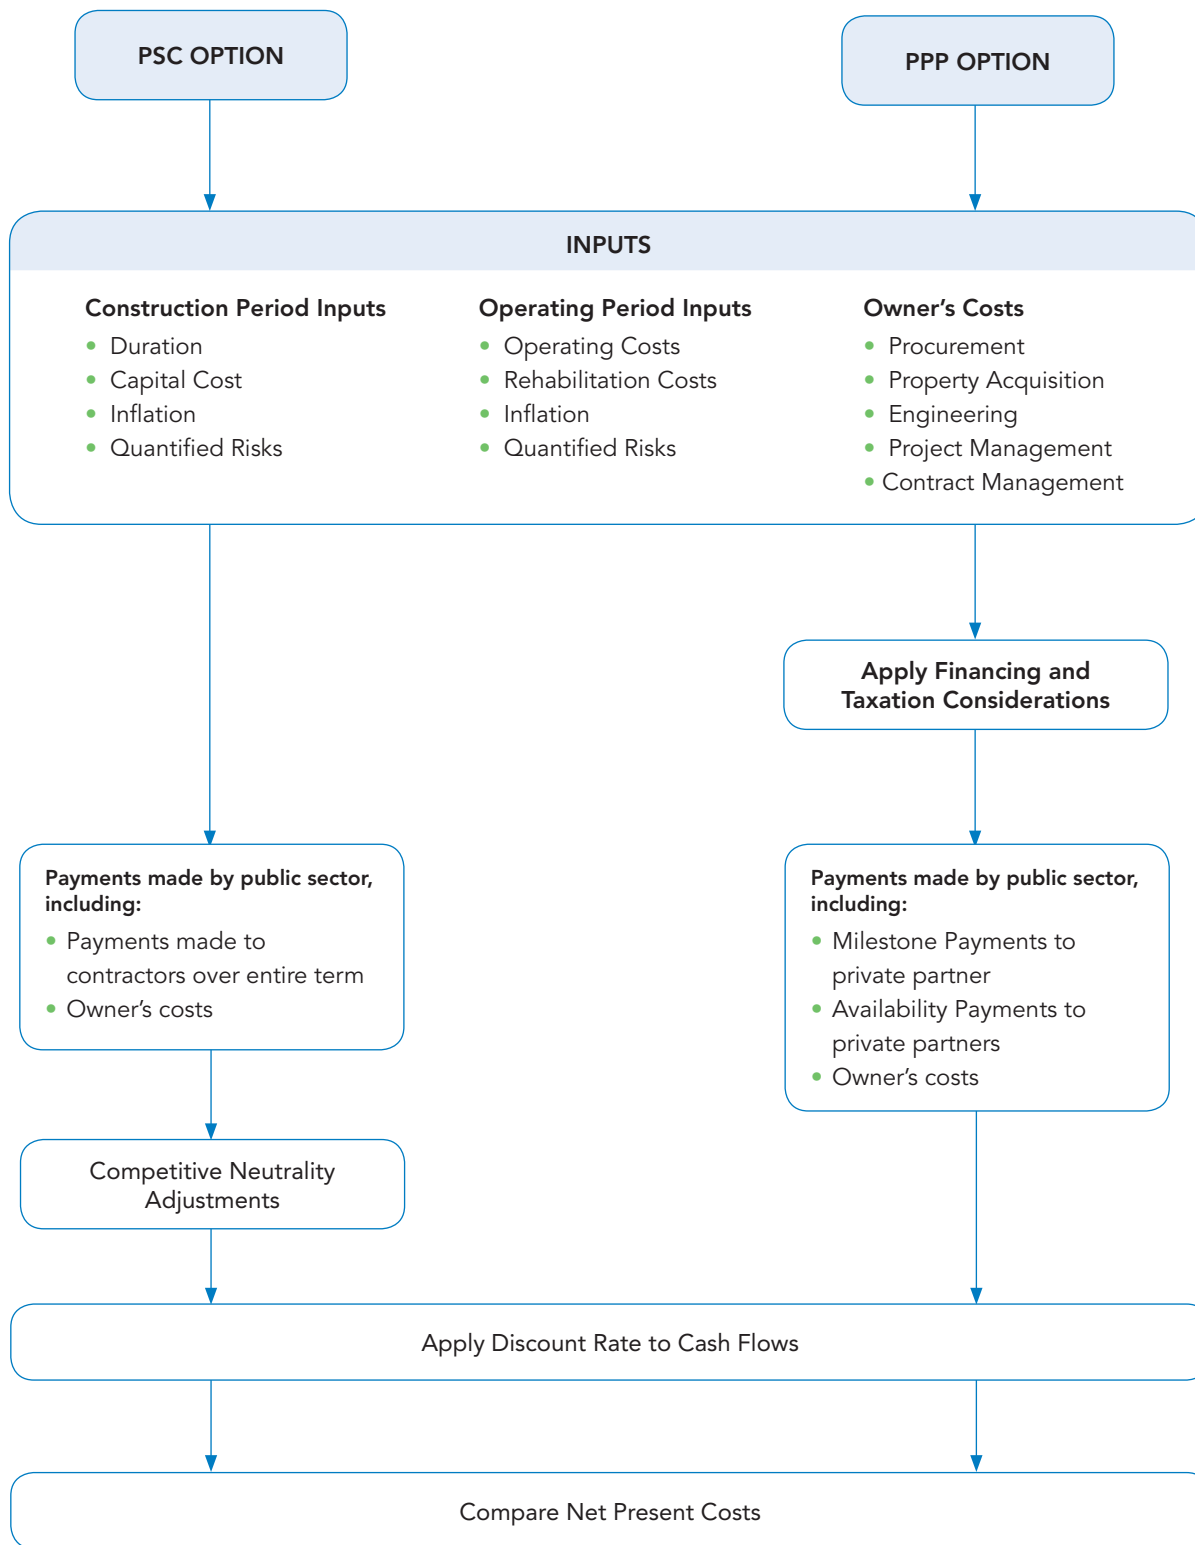 PSC OPTION
PPP OPTION
INPUTS
Construction Period Inputs
• Duration
• Capital Cost
• Inflation
• Quantified Risks
Operating Period Inputs
• Operating Costs
• Rehabilitation Costs
• Inflation
• Quantified Risks
Owner's Costs
• Procurement
• Property Acquisition
• Engineering
• Project Management
• Contract Management
Apply Financing and
Taxation Considerations
Payments made by public sector,
including:
• Payments made to
contractors over entire term
• Owner's costs
Payments made by public sector,
including:
• Milestone Payments to
private partner
• Availability Payments to
private partners
• Owner's costs
Competitive Neutrality
Adjustments
Apply Discount Rate to Cash Flows
Compare Net Present Costs